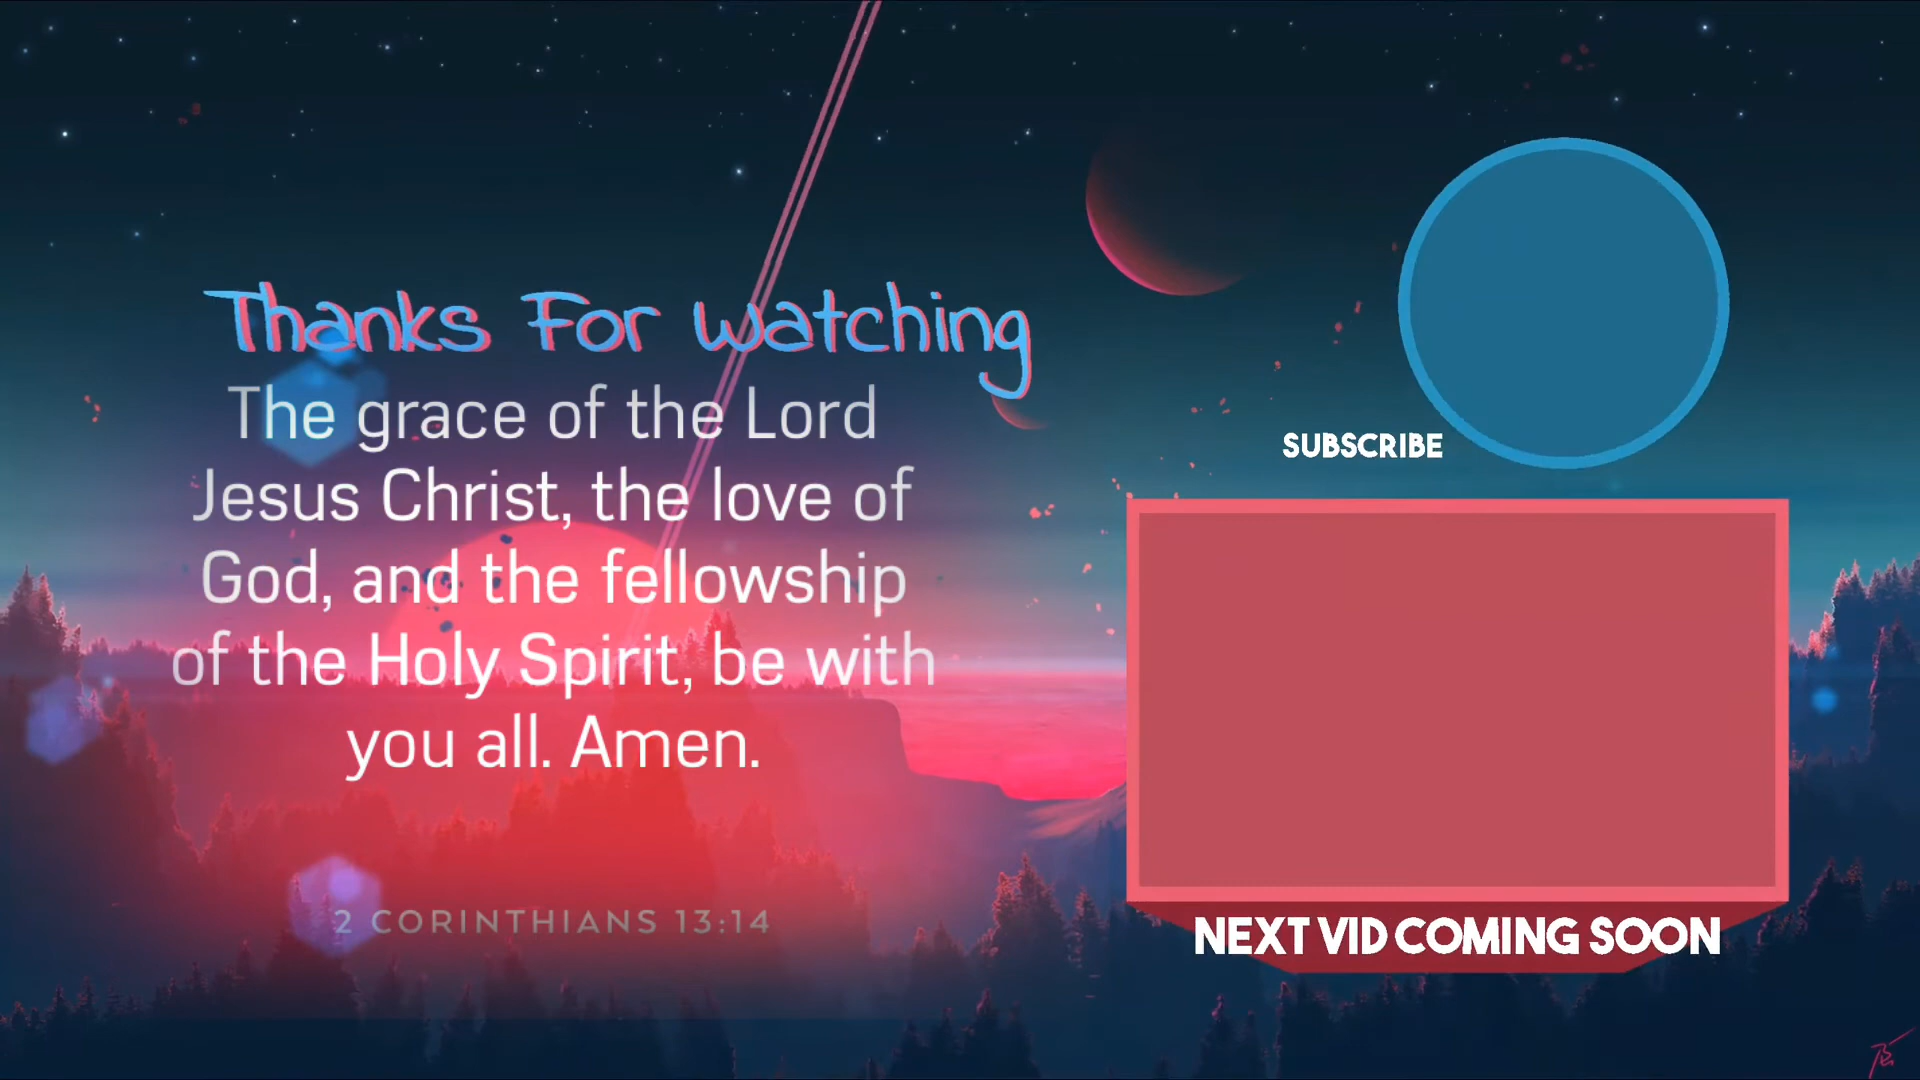 Thanks For watching
The grace of the Lord
Jesus Christ, the love of
God, and the fellowship
of the Holy Spirit, be with
you all. Amen.
2 CORINTHIANS 13:14
SUBSCRIBE
NEXT VID COMING SOON